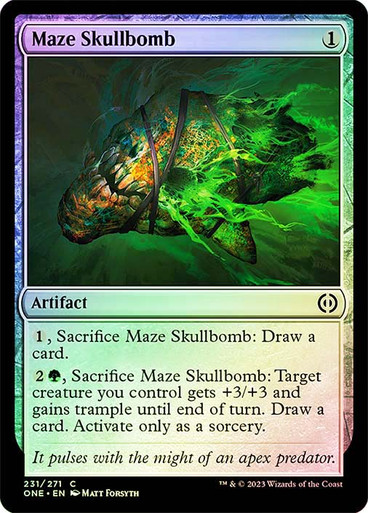 Maze Skullbomb 1
Artifact
1, Sacrifice Maze Skullbomb: Draw a
card.
2, Sacrifice Maze Skullbomb: Target
creature you control gets +3/+3 and
gains trample until end of turn. Draw a
card. Activate only as a sorcery.
It pulses with the might of an apex predator.
231/271 C
ONE • EN Matt Forsyth
™ & © 2023 Wizards of the Coast